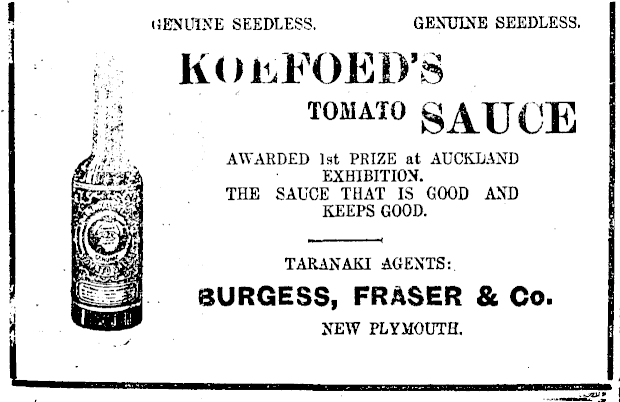 GENUINE SEEDLESS. GENUINE SEEDLESS.
KOEFOED'S
TOMATO SAUCE
AWARDED 1st PRIZE at AUCKLAND
EXHIBITION.
THE SAUCE THAT IS GOOD AND
KEEPS GOOD.
TARANAKI AGENTS:
BURGESS, FRASER & Co.
NEW PLYMOUTH.